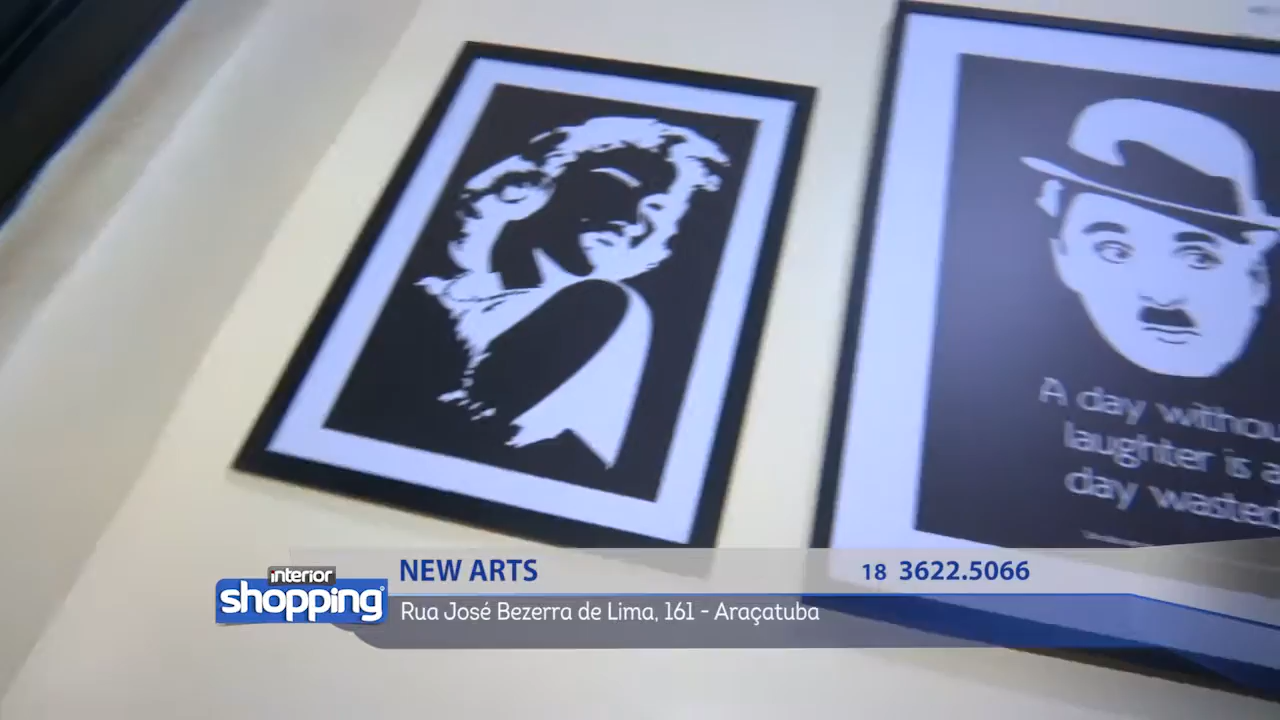 A day withou
laughter is a
day wasted
NEW ARTS
18 3622.5066
interior
shopping
Rua José Bezerra de Lima, 161 - Araçatuba